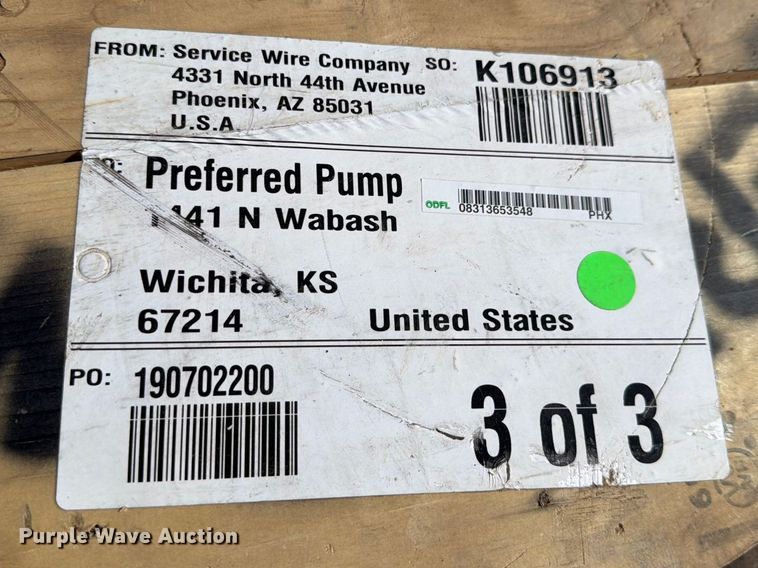 FROM: Service Wire Company SO: K106913
4331 North 44th Avenue
Phoenix, AZ 85031
U.S.A
Preferred Pump
N Wabash
ODFL 08313653548 PHX
Wichita, KS
67214 United States
PO: 190702200
3 of 3
Purple Wave Auction